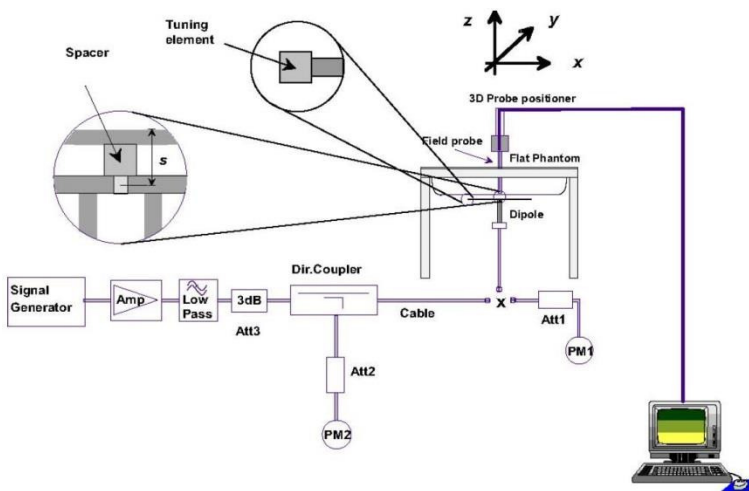 Tuning
element
Spacer
s
z
y
x
3D Probe positioner
Field probe
Flat Phantom
Dipole
Signal
Generator
Amp
Low
Pass
3dB
Att3
Dir.Coupler
Cable
x
Att1
PM1
Att2
PM2